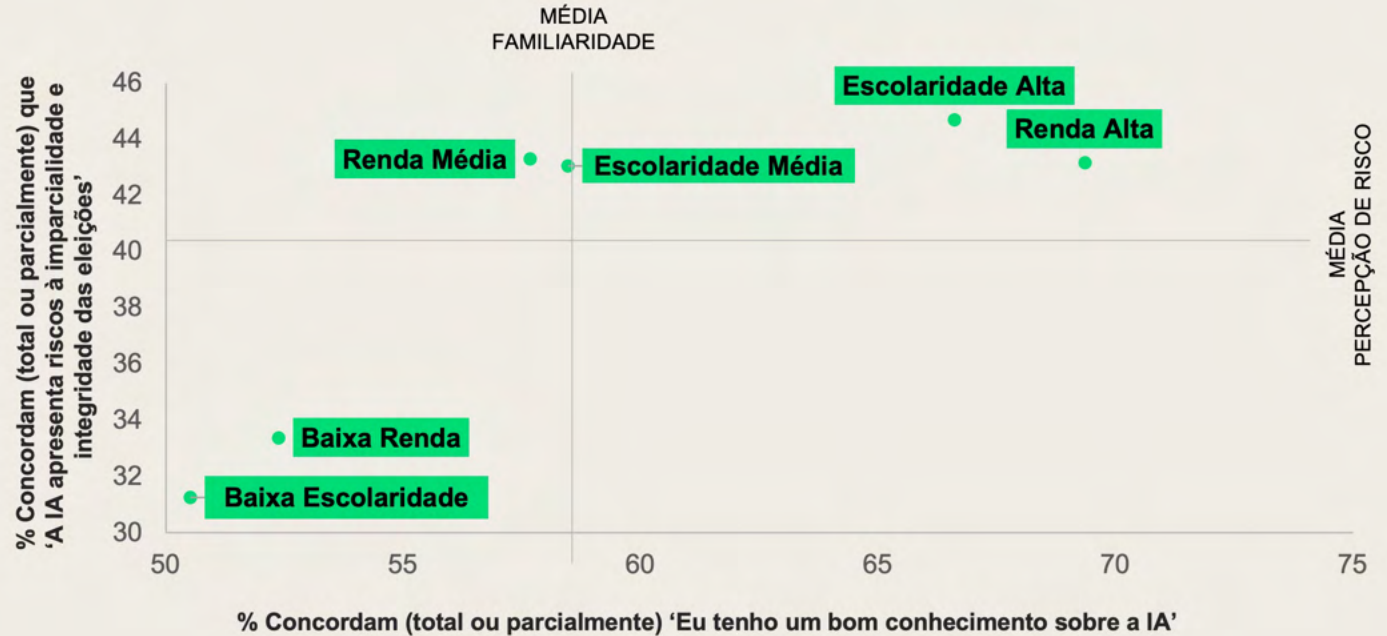 MÉDIA
FAMILIARIDADE
% Concordam (total ou parcialmente) que
‘A IA apresenta riscos à imparcialidade e
integridade das eleições’
46
44
42
40
38
36
34
32
30
Escolaridade Alta
Renda Alta
Renda Média
Escolaridade Média
Baixa Renda
Baixa Escolaridade
MÉDIA
PERCEPÇÃO DE RISCO
50
55
60
65
70
75
% Concordam (total ou parcialmente) ‘Eu tenho um bom conhecimento sobre a IA’